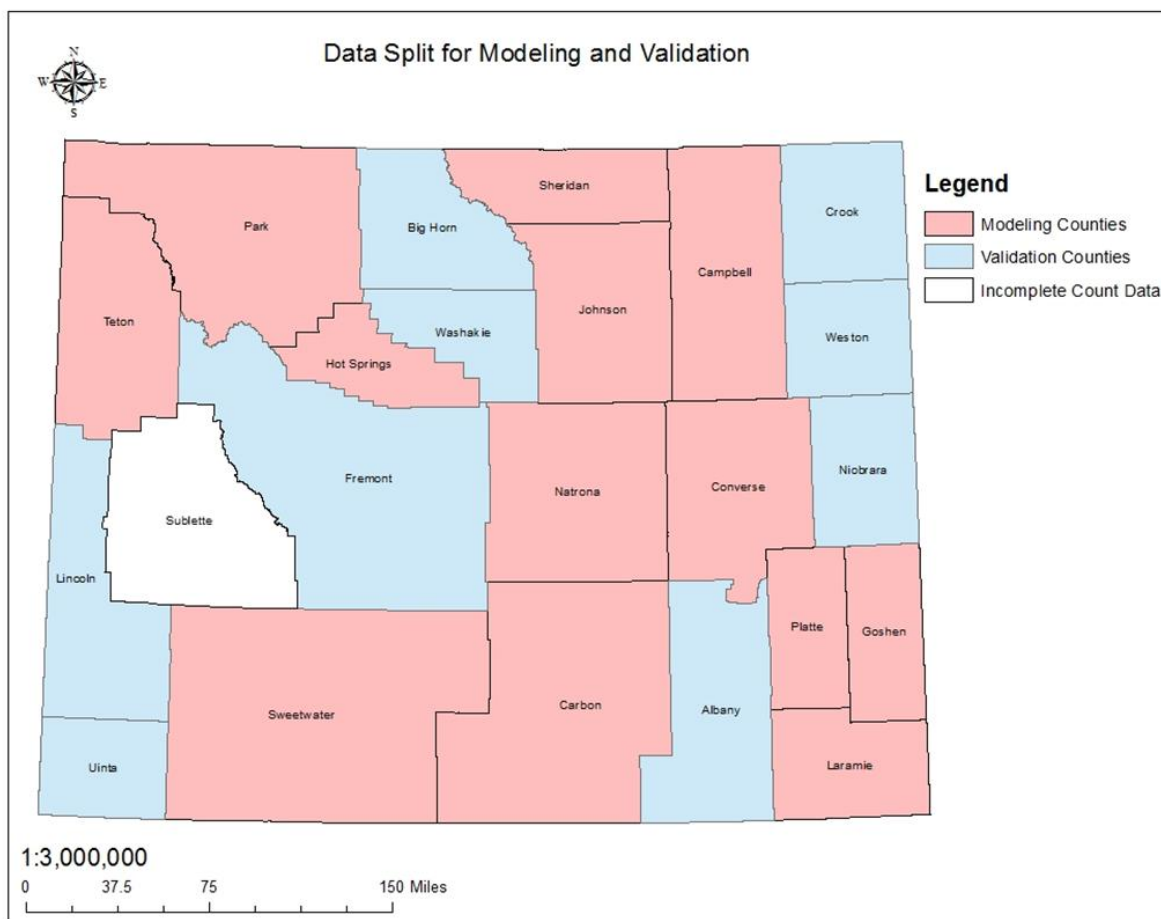 Data Split for Modeling and Validation
N
W
E
S
Sheridan
Crook
Park
Big Horn
Campbell
Johnson
Teton
Washakie
Weston
Hot Springs
Fremont
Niobrara
Natrona
Converse
Sublette
Lincoln
Platte
Goshen
Carbon
Albany
Sweetwater
Uinta
Laramie
Legend
Modeling Counties
Validation Counties
Incomplete Count Data
1:3,000,000
0 37.5 75 150 Miles